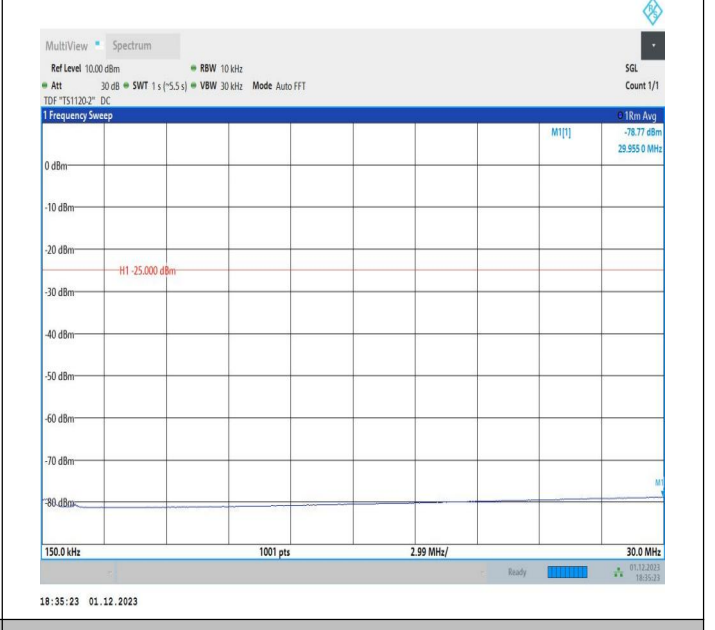 MultiView Spectrum
Ref Level 10.00 dBm RBW 10 kHz SGL
Att 30 dB SWT 1 s (~5.5 s) VBW 30 kHz Mode Auto FFT Count 1/1
TDF "TS1120-2" DC
1 Frequency Sweep 1Rm Avg
M1[1] -78.77 dBm
29.955 0 MHz
0 dBm
-10 dBm
-20 dBm
H1 -25.000 dBm
-30 dBm
-40 dBm
-50 dBm
-60 dBm
-70 dBm
M1
-80 dBm
150.0 kHz 1001 pts 2.99 MHz/ 30.0 MHz
Ready 01.12.2023
18:35:23
18:35:23 01.12.2023